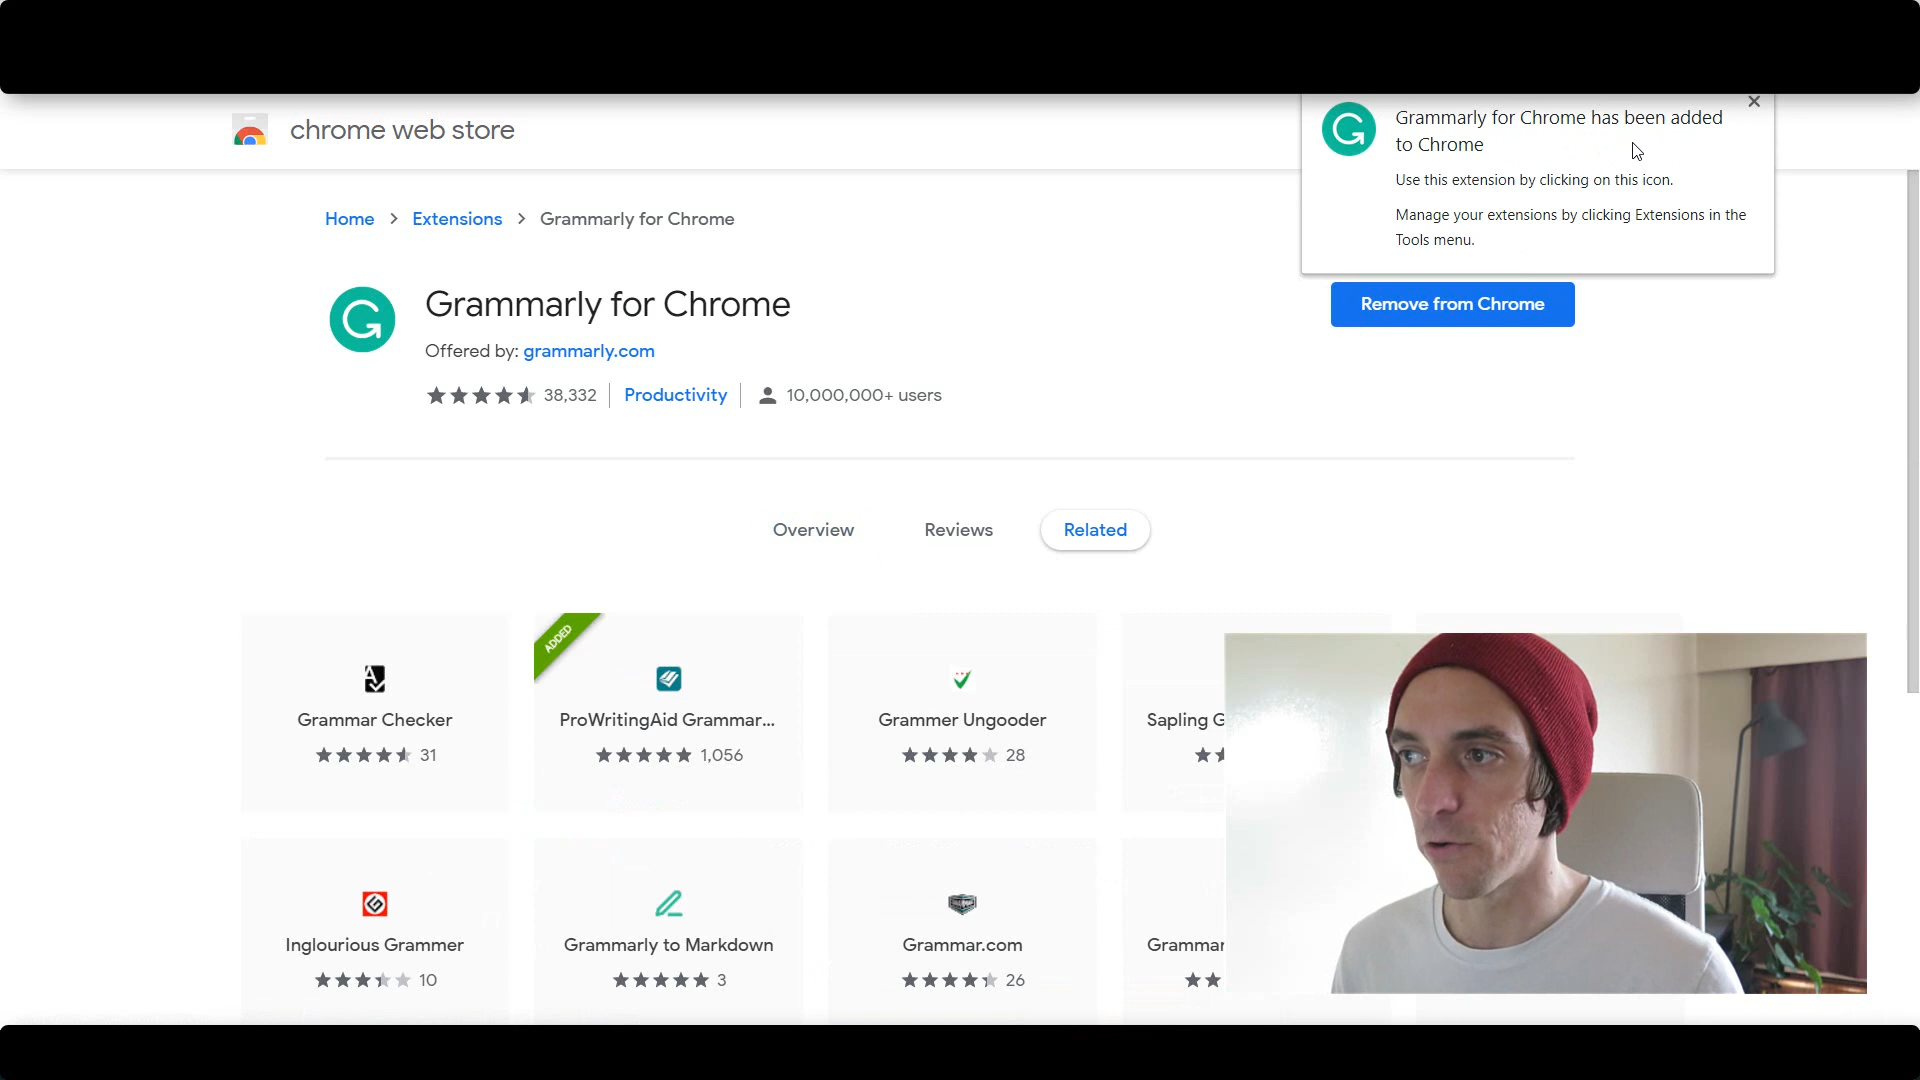 chrome web store
Grammarly for Chrome has been added
to Chrome
Use this extension by clicking on this icon.
Manage your extensions by clicking Extensions in the
Tools menu.
Home > Extensions > Grammarly for Chrome
Grammarly for Chrome
Remove from Chrome
Offered by: grammarly.com
38,332 Productivity 10,000,000+ users
Overview Reviews Related
ADDED
Grammar Checker ProWritingAid Grammar... Grammer Ungooder Sapling G
31 1,056 28
Inglourious Grammer Grammarly to Markdown Grammar.com Grammar
10 3 26